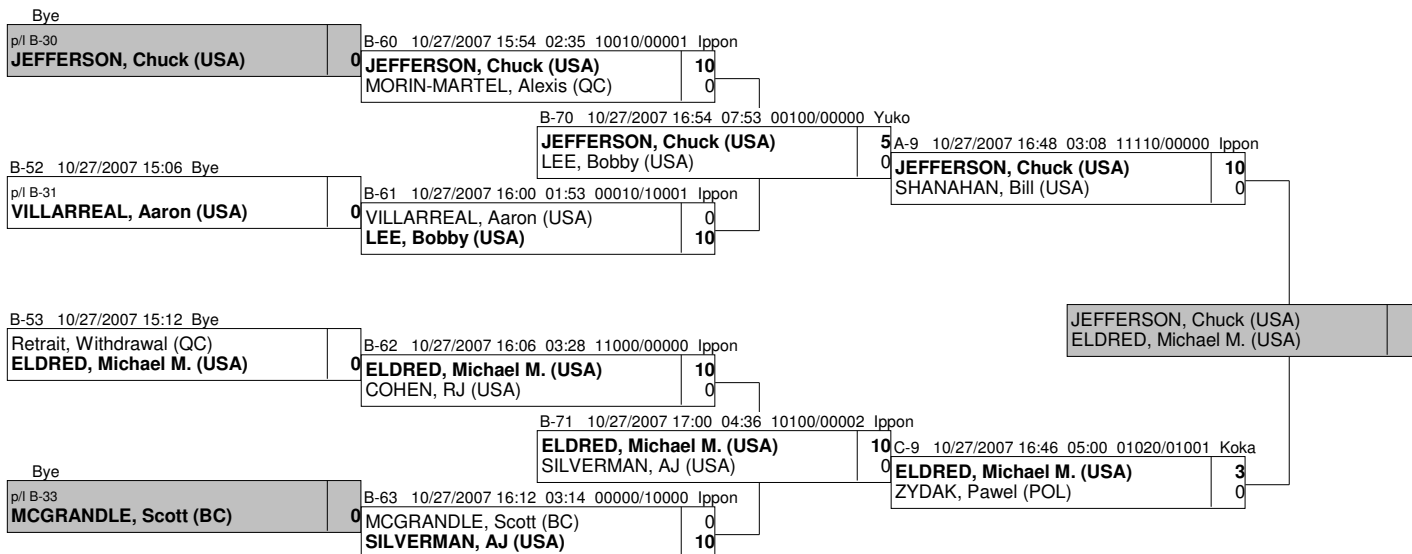 Bye
p/l B-30
JEFFERSON, Chuck (USA) 0
B-60 10/27/2007 15:54 02:35 10010/00001 Ippon
JEFFERSON, Chuck (USA) 10
MORIN-MARTEL, Alexis (QC) 0
B-70 10/27/2007 16:54 07:53 00100/00000 Yuko
JEFFERSON, Chuck (USA) 5
LEE, Bobby (USA) 0
A-9 10/27/2007 16:48 03:08 11110/00000 Ippon
JEFFERSON, Chuck (USA) 10
SHANAHAN, Bill (USA) 0
B-52 10/27/2007 15:06 Bye
p/l B-31
VILLARREAL, Aaron (USA) 0
B-61 10/27/2007 16:00 01:53 00010/10001 Ippon
VILLARREAL, Aaron (USA) 0
LEE, Bobby (USA) 10
JEFFERSON, Chuck (USA)
ELDRED, Michael M. (USA)
B-53 10/27/2007 15:12 Bye
Retrait, Withdrawal (QC)
ELDRED, Michael M. (USA) 0
B-62 10/27/2007 16:06 03:28 11000/00000 Ippon
ELDRED, Michael M. (USA) 10
COHEN, RJ (USA) 0
B-71 10/27/2007 17:00 04:36 10100/00002 Ippon
ELDRED, Michael M. (USA) 10
SILVERMAN, AJ (USA) 0
C-9 10/27/2007 16:46 05:00 01020/01001 Koka
ELDRED, Michael M. (USA) 3
ZYDAK, Pawel (POL) 0
Bye
p/l B-33
MCGRANDLE, Scott (BC) 0
B-63 10/27/2007 16:12 03:14 00000/10000 Ippon
MCGRANDLE, Scott (BC) 0
SILVERMAN, AJ (USA) 10